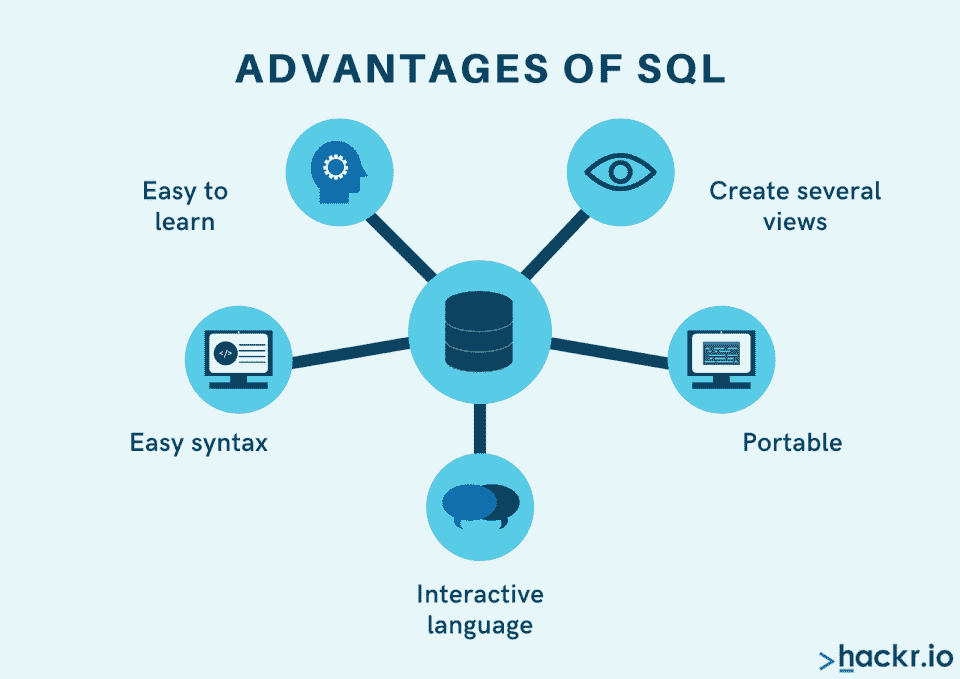 ADVANTAGES OF SQL
Easy to
learn
Create several
views
Easy syntax
</>
Portable
Interactive
language
>hackr.io